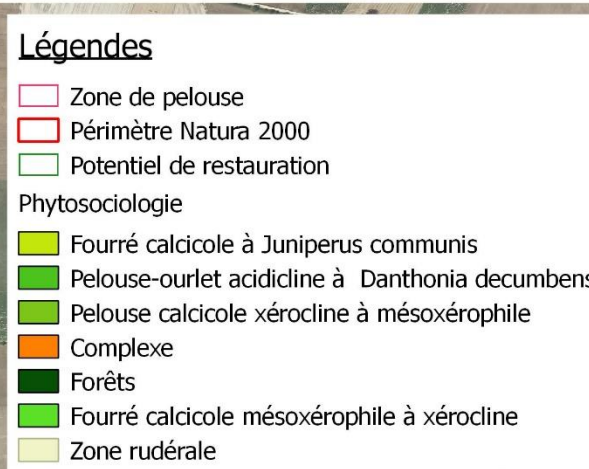 Légendes
Zone de pelouse
Périmètre Natura 2000
Potentiel de restauration
Phytosociologie
Fourré calcicole à Juniperus communis
Pelouse-ourlet acidicline à Danthonia decumbens
Pelouse calcicole xérocline à mésoxérophile
Complexe
Forêts
Fourré calcicole mésoxérophile à xérocline
Zone rudérale